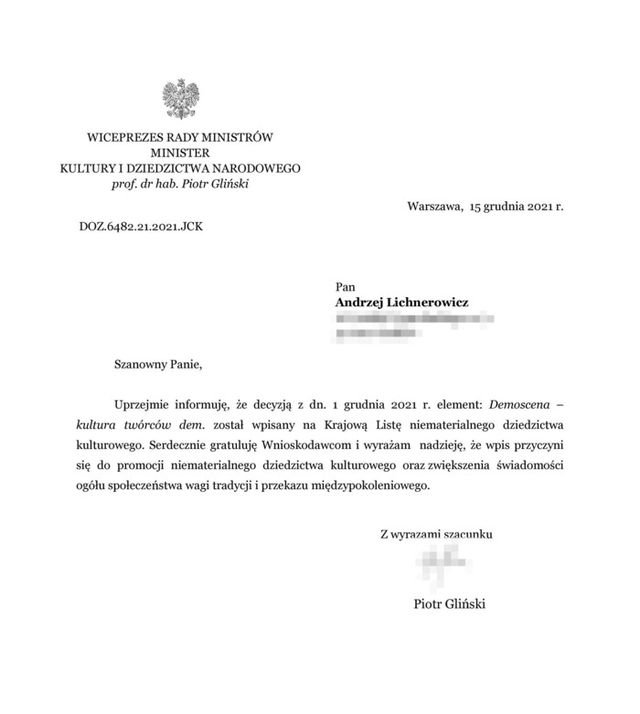 WICEPREZES RADY MINISTRÓW
MINISTER
KULTURY I DZIEDZICTWA NARODOWEGO
prof. dr hab. Piotr Gliński
Warszawa, 15 grudnia 2021 r.
DOZ.6482.21.2021.JCK
Pan
Andrzej Lichnerowicz
Szanowny Panie,
Uprzejmie informuję, że decyzją z dn. 1 grudnia 2021 r. element: Demoscena –
kultura twórców dem. został wpisany na Krajową Listę niematerialnego dziedzictwa
kulturowego. Serdecznie gratuluję Wnioskodawcom i wyrażam nadzieję, że wpis przyczyni
się do promocji niematerialnego dziedzictwa kulturowego oraz zwiększenia świadomości
ogółu społeczeństwa wagi tradycji i przekazu międzypokoleniowego.
Z wyrazami szacunku
Piotr Gliński